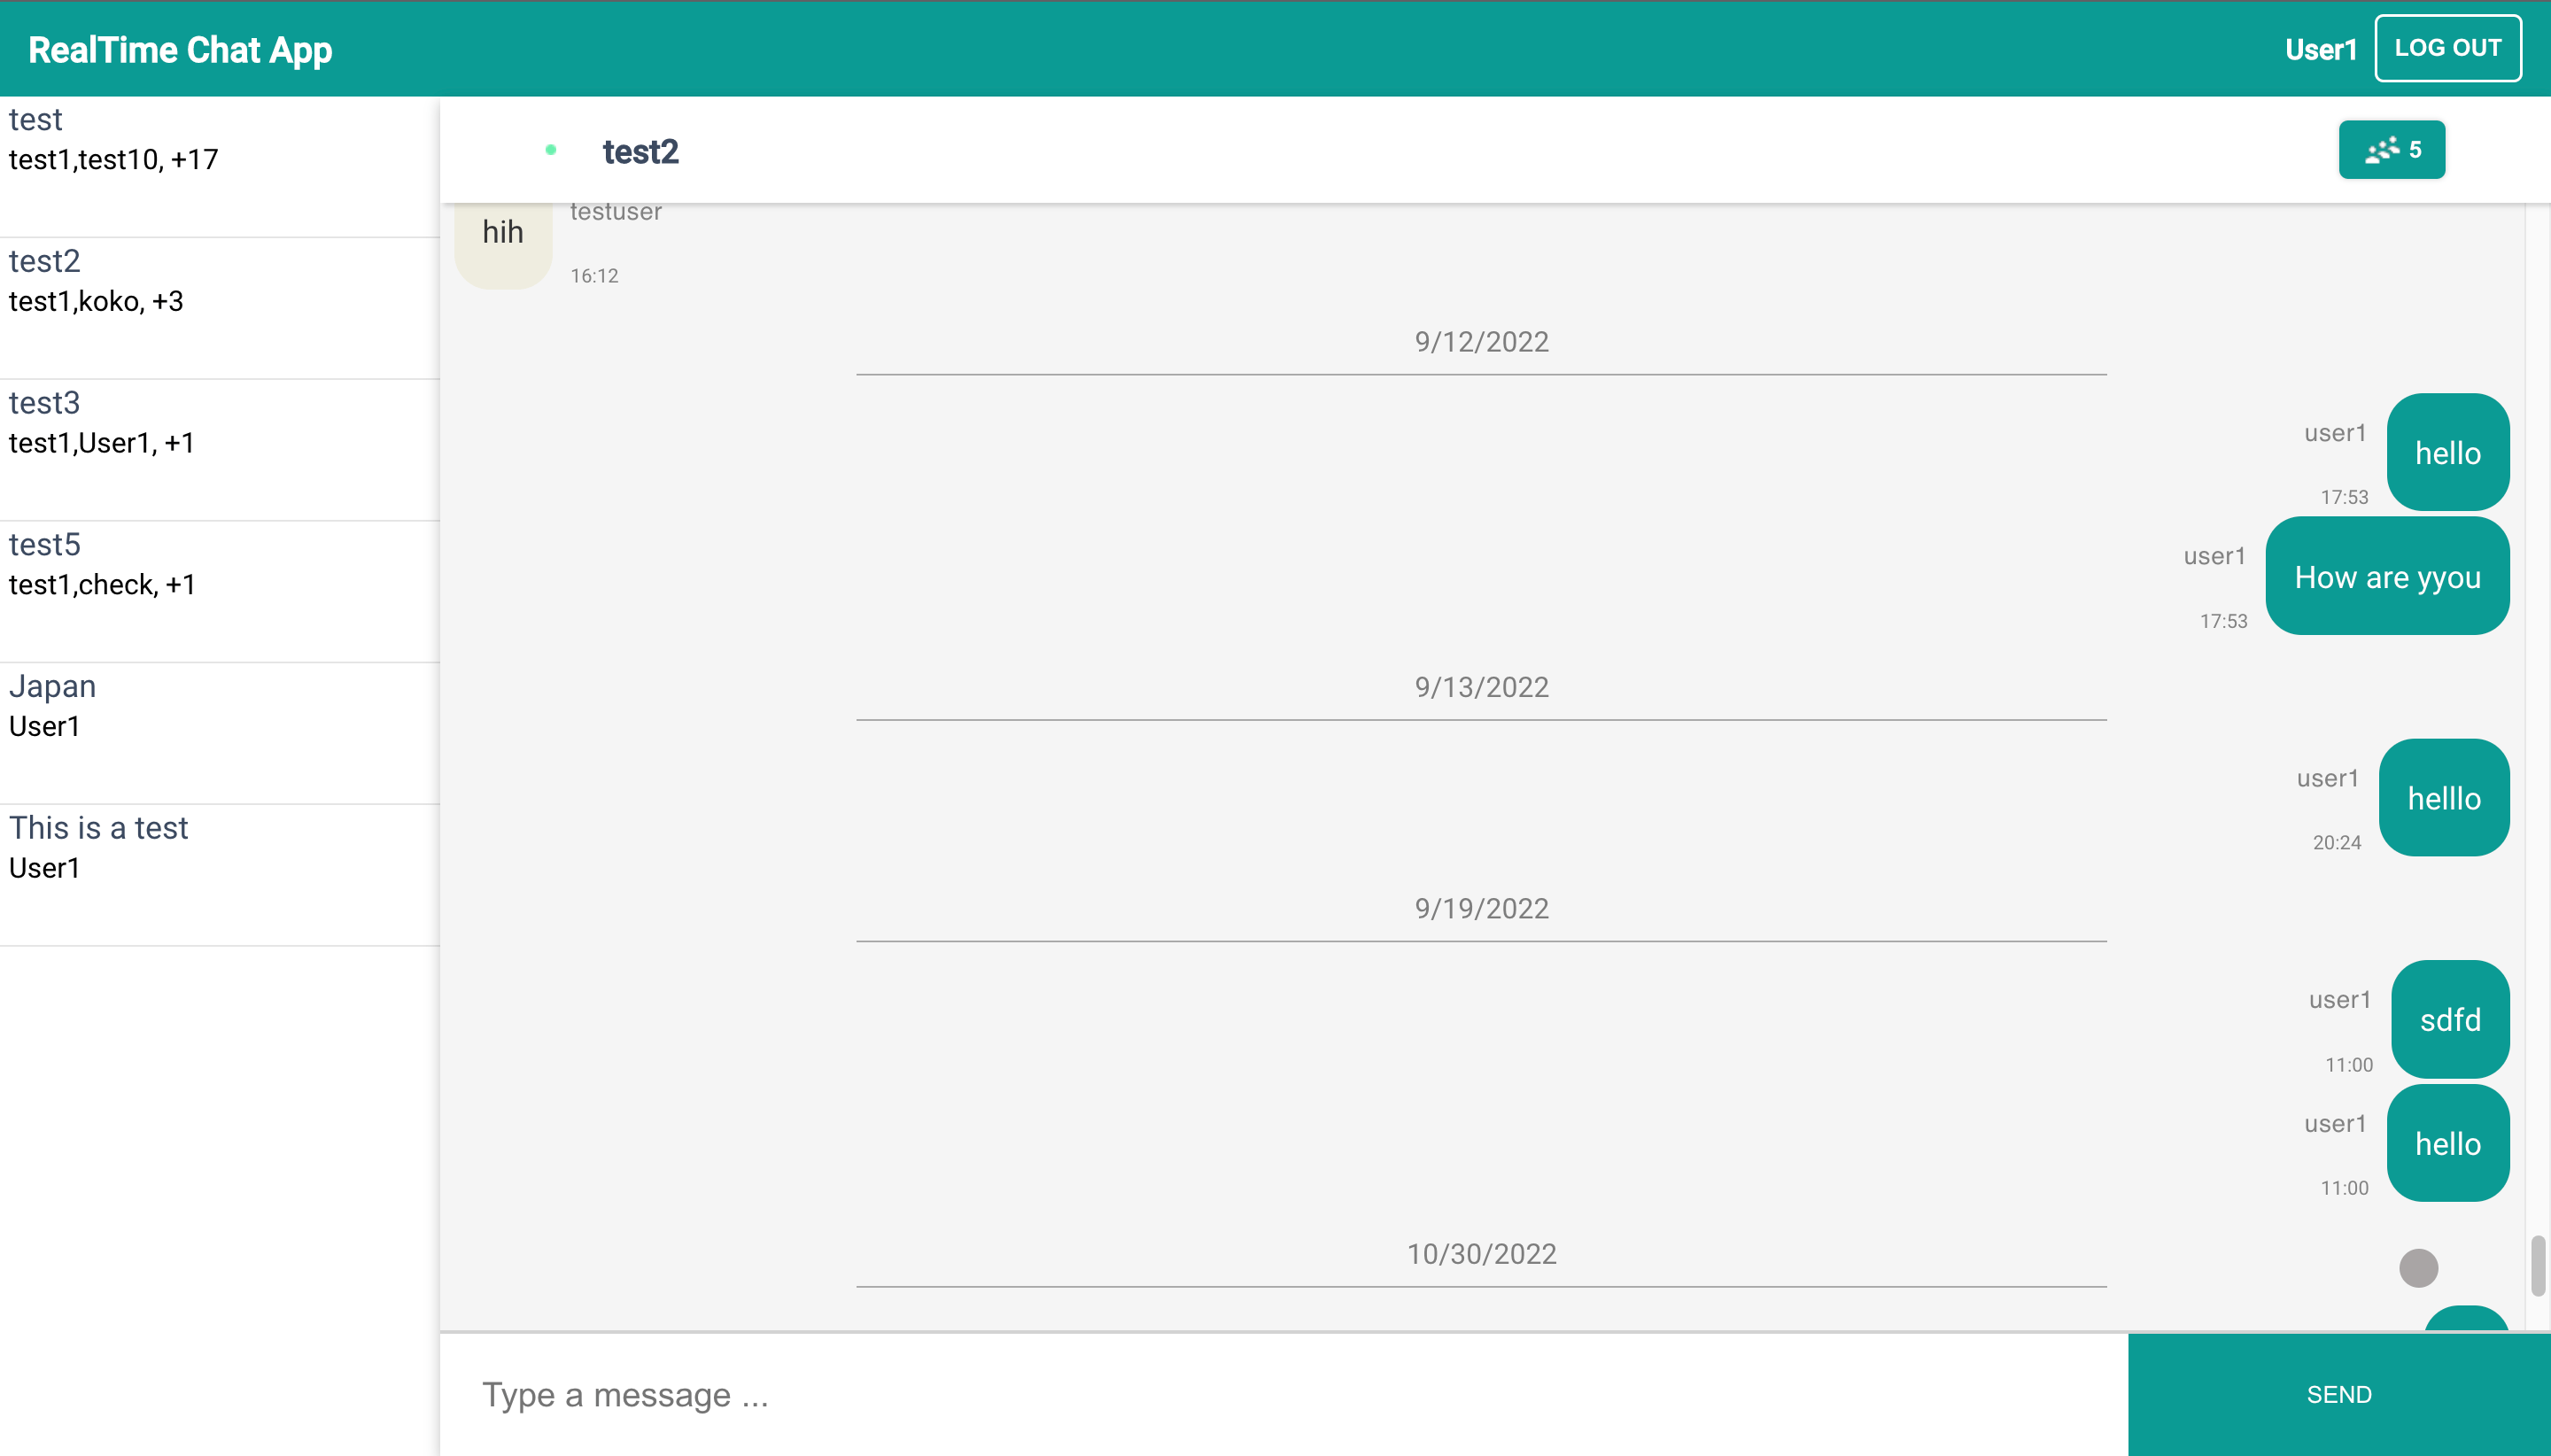 RealTime Chat App
User1
LOG OUT
test
test1,test10, +17
test2
test1,koko, +3
test3
test1,User1, +1
test5
test1,check, +1
Japan
User1
This is a test
User1
test2
5
hih
testuser
16:12
9/12/2022
user1
hello
17:53
user1
How are yyou
17:53
9/13/2022
user1
helllo
20:24
9/19/2022
user1
sdfd
11:00
user1
hello
11:00
10/30/2022
Type a message ...
SEND